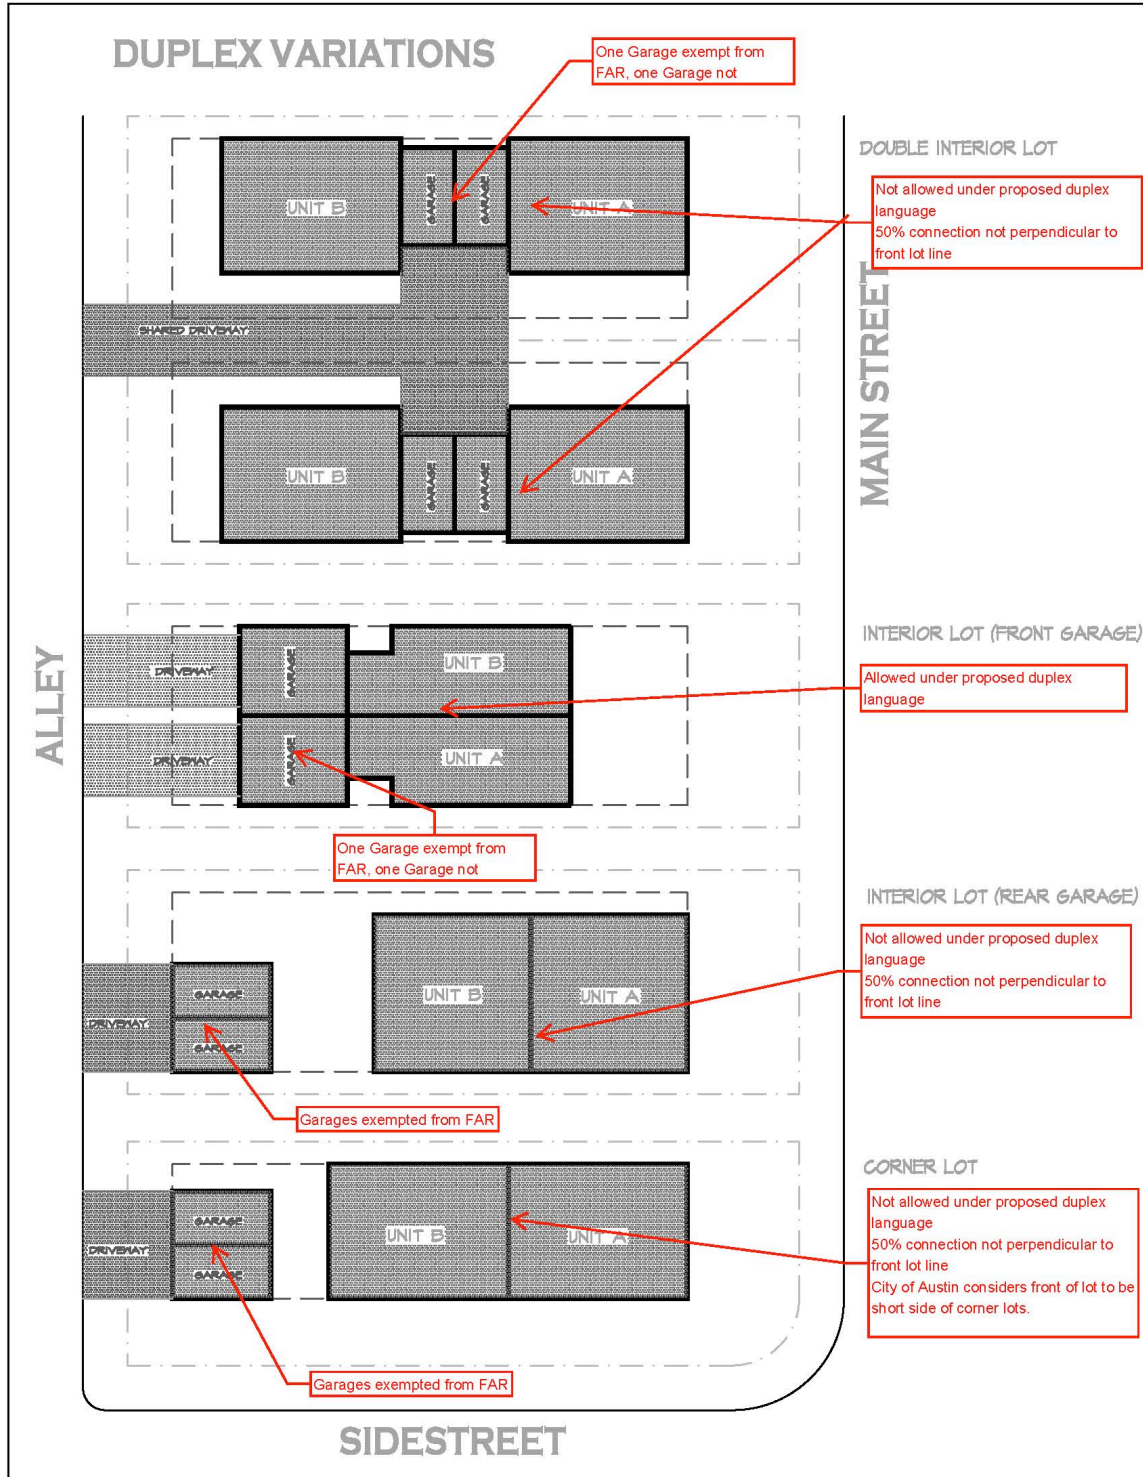 DUPLEX VARIATIONS
One Garage exempt from
FAR, one Garage not
DOUBLE INTERIOR LOT
UNIT B
GARAGE
GARAGE
UNIT A
Not allowed under proposed duplex
language
50% connection not perpendicular to
front lot line
SHARED DRIVEWAY
MAIN STREET
UNIT B
GARAGE
GARAGE
UNIT A
ALLEY
INTERIOR LOT (FRONT GARAGE)
DRIVEWAY
GARAGE
UNIT B
Allowed under proposed duplex
language
DRIVEWAY
GARAGE
UNIT A
One Garage exempt from
FAR, one Garage not
INTERIOR LOT (REAR GARAGE)
Not allowed under proposed duplex
language
50% connection not perpendicular to
front lot line
GARAGE
UNIT B
UNIT A
DRIVEWAY
GARAGE
Garages exempted from FAR
CORNER LOT
Not allowed under proposed duplex
language
50% connection not perpendicular to
front lot line
City of Austin considers front of lot to be
short side of corner lots.
GARAGE
UNIT B
UNIT A
DRIVEWAY
GARAGE
Garages exempted from FAR
SIDESTREET